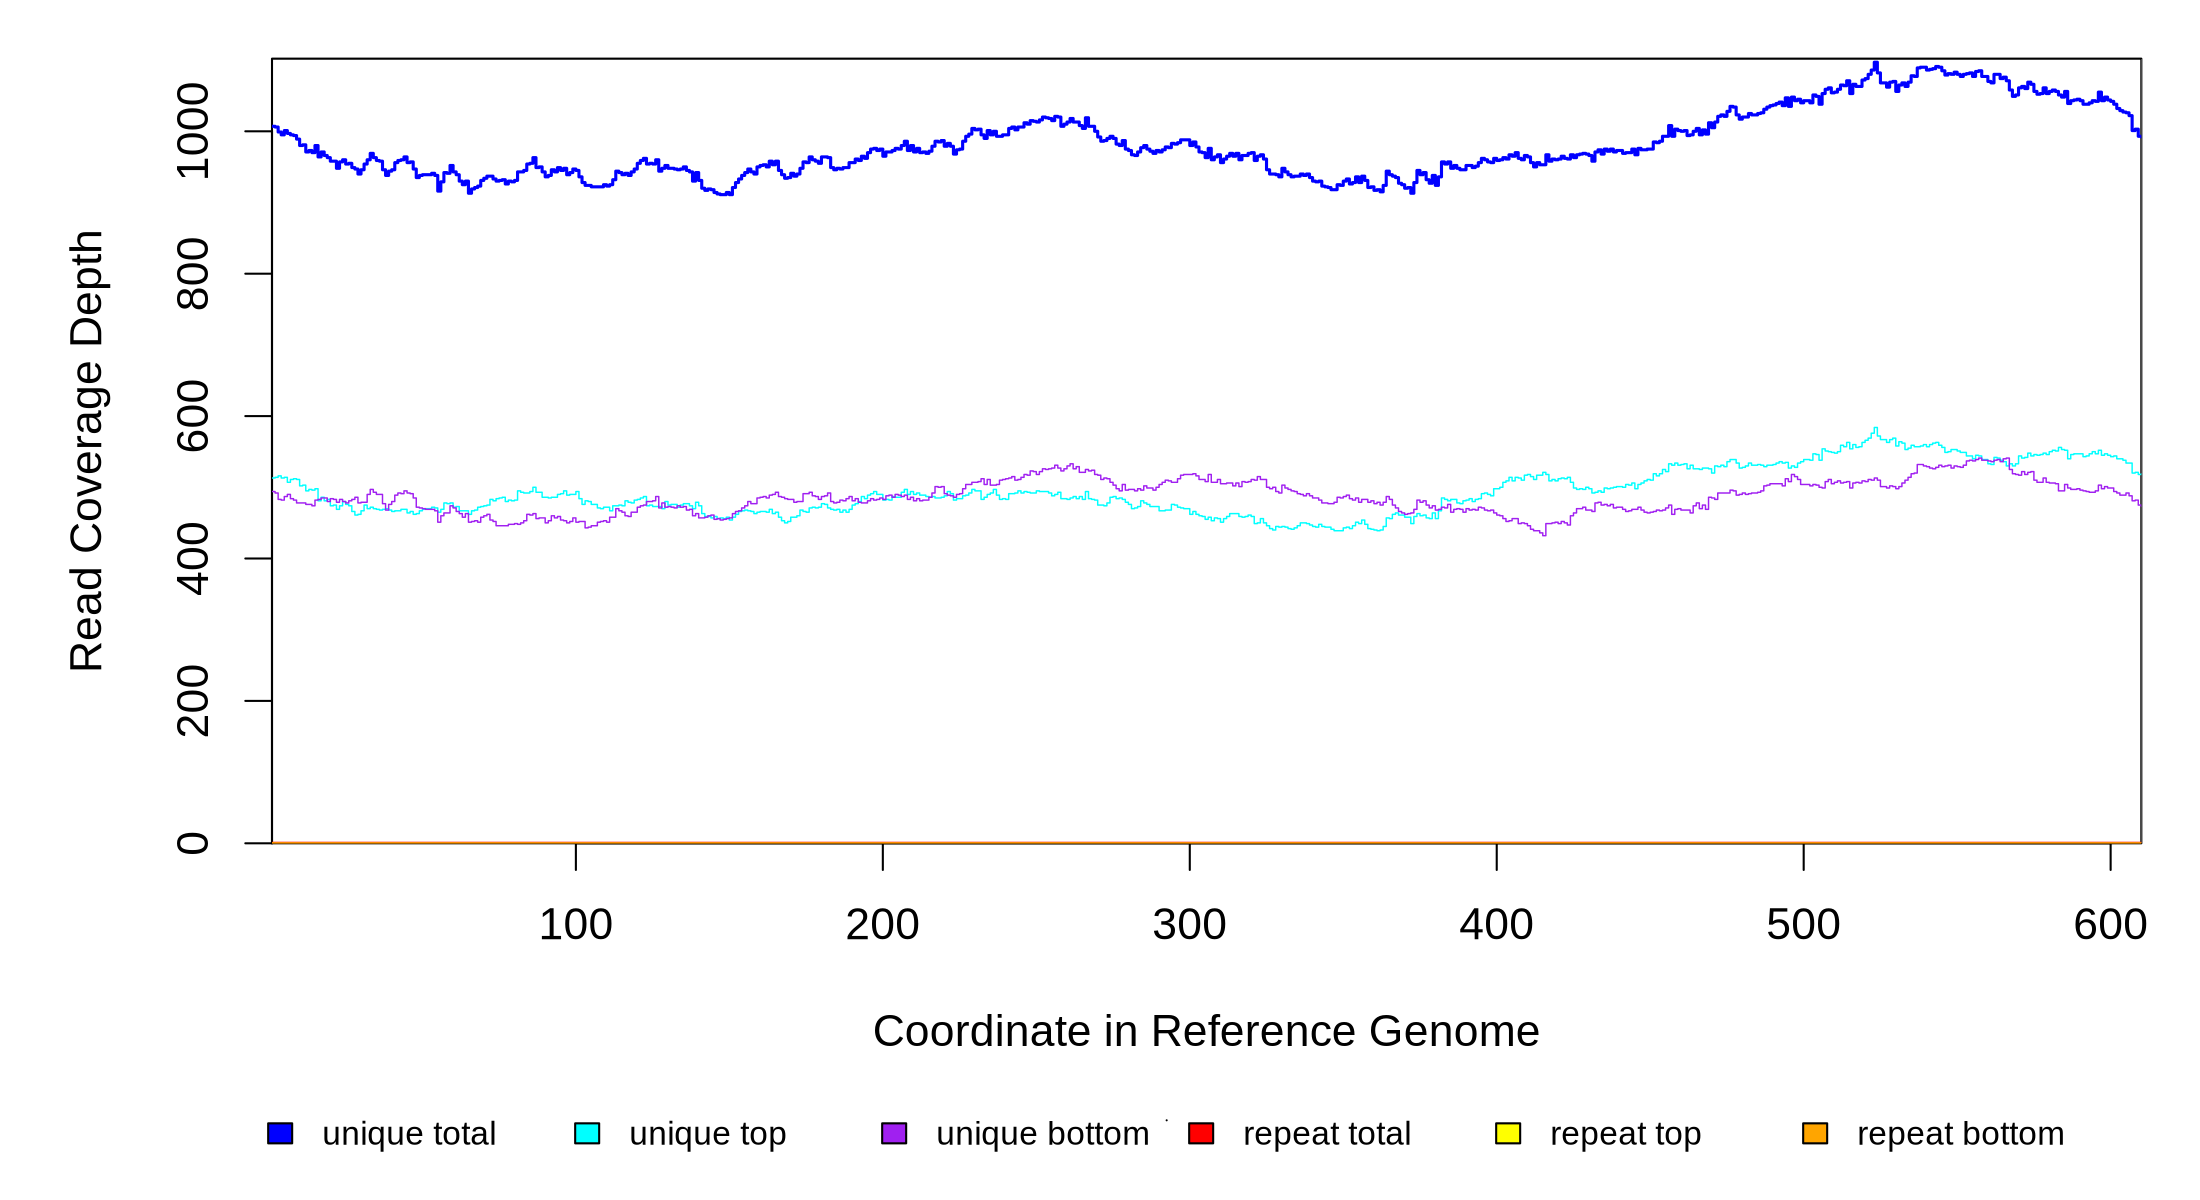 Read Coverage Depth
1000
800
600
400
200
0
100 200 300 400 500 600
Coordinate in Reference Genome
unique total unique top unique bottom repeat total repeat top repeat bottom